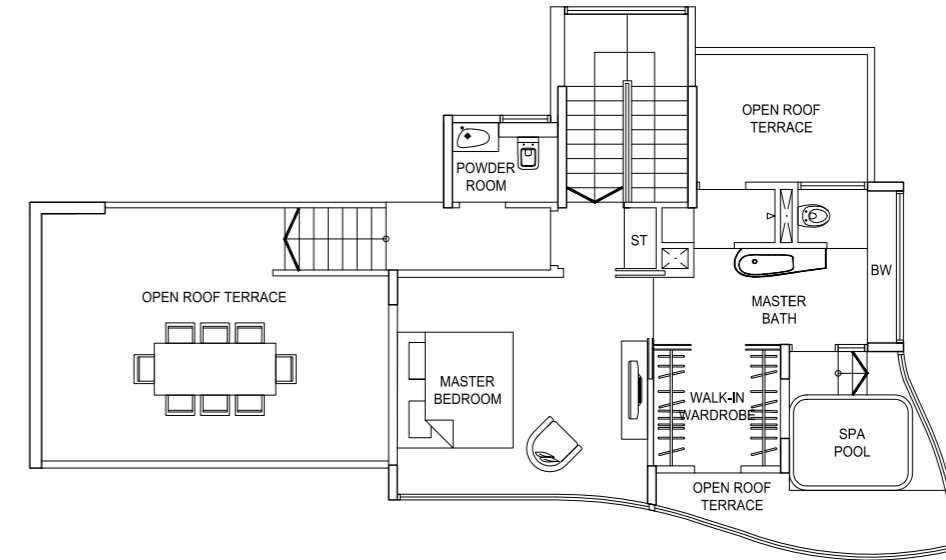 OPEN ROOF
TERRACE
POWDER
ROOM
ST
BW
OPEN ROOF TERRACE
MASTER
BATH
MASTER
BEDROOM
WALK-IN
WARDROBE
SPA
POOL
OPEN ROOF
TERRACE